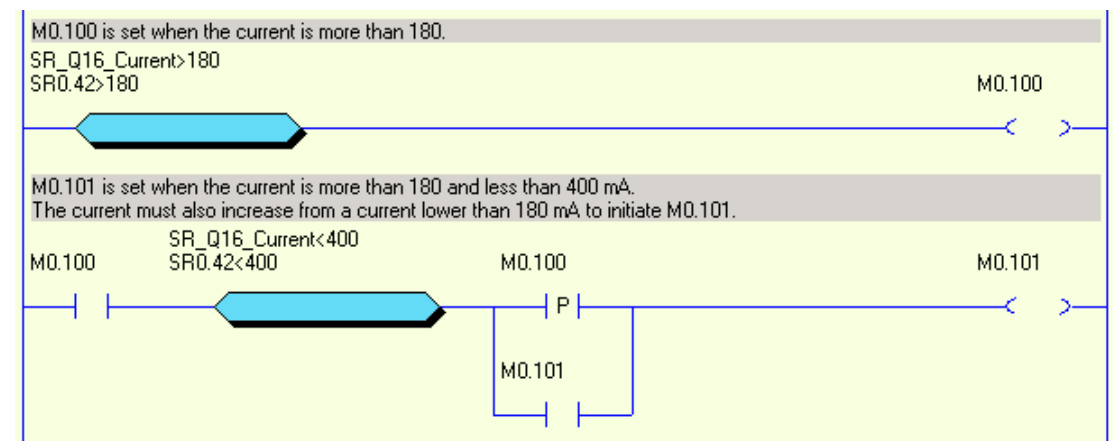 M0.100 is set when the current is more than 180.
SR_Q16_Current>180
SR0.42>180 M0.100
M0.101 is set when the current is more than 180 and less than 400 mA.
The current must also increase from a current lower than 180 mA to initiate M0.101.
SR_Q16_Current<400
M0.100 SR0.42<400 M0.100 M0.101
P
M0.101